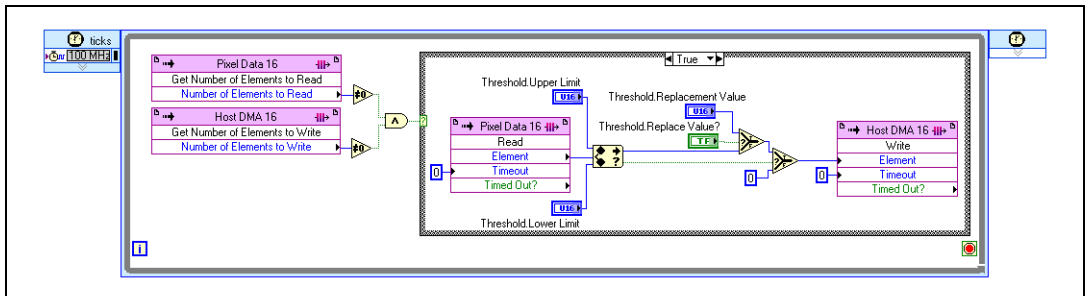 ticks
100 MHz
Pixel Data 16
Get Number of Elements to Read
Number of Elements to Read
≠0
Host DMA 16
Get Number of Elements to Write
Number of Elements to Write
≠0
∧
?
True
Threshold.Upper Limit
U16
Threshold.Replacement Value
U16
Threshold.Replace Value?
TF
Pixel Data 16
Read
Element
0
Timeout
Timed Out?
?
?
?
0
U16
Threshold.Lower Limit
Host DMA 16
Write
Element
0
Timeout
Timed Out?
i